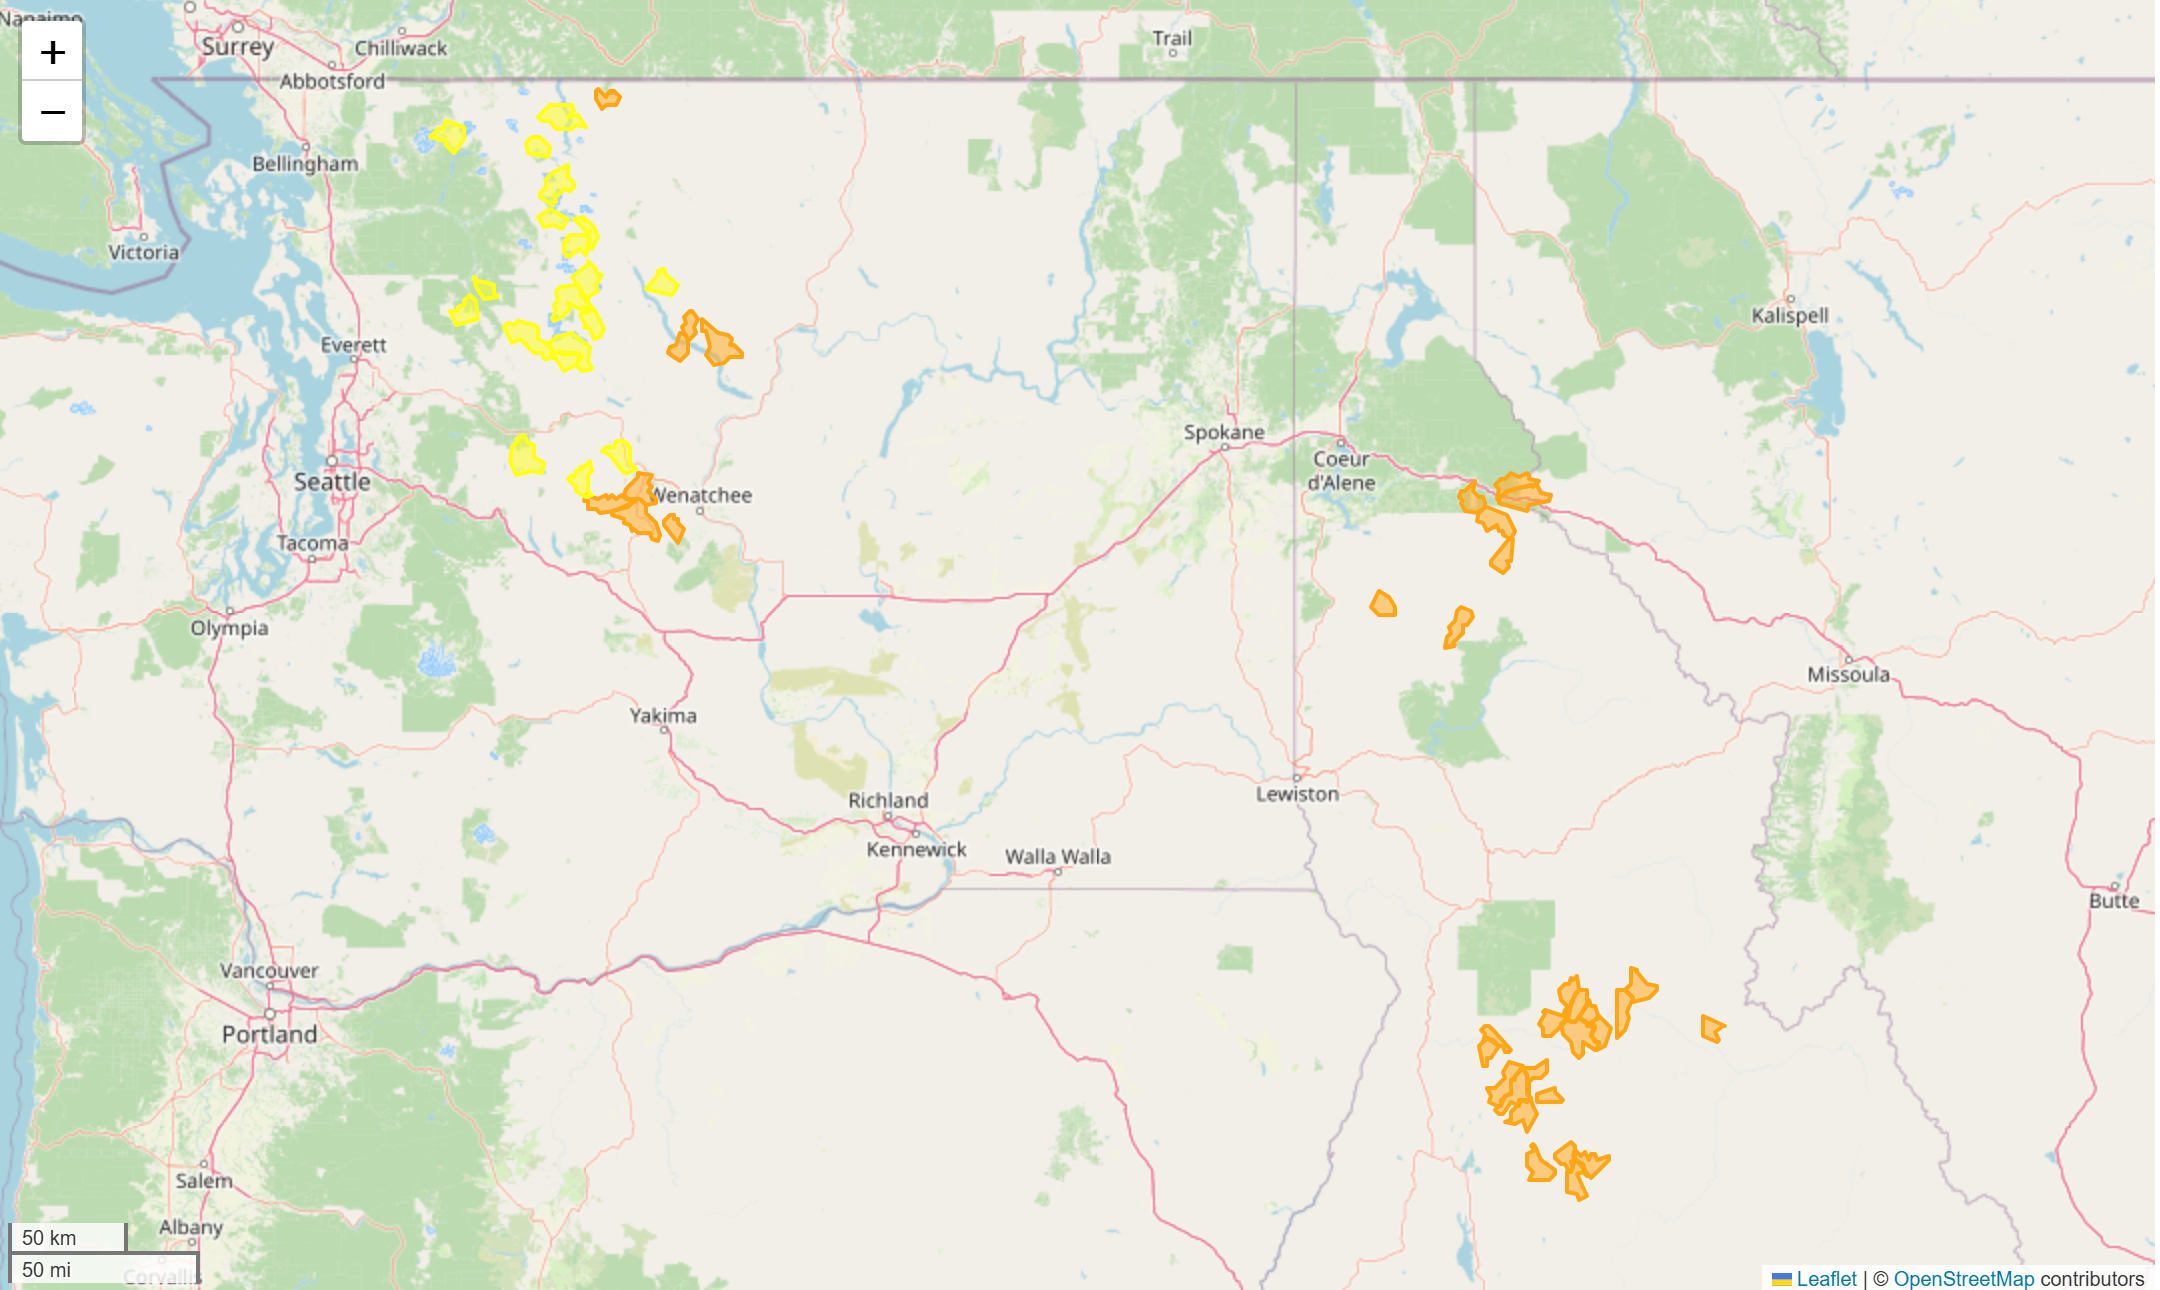 Nanaimo
Surrey
Chilliwack
Abbotsford
Trail
+
−
Bellingham
Victoria
Kalispell
Everett
Spokane
Coeur
d'Alene
Seattle
Wenatchee
Tacoma
Olympia
Missoula
Yakima
Lewiston
Richland
Kennewick
Walla Walla
Butte
Vancouver
Portland
Salem
Albany
50 km
50 mi
Corvallis
Leaflet | © OpenStreetMap contributors